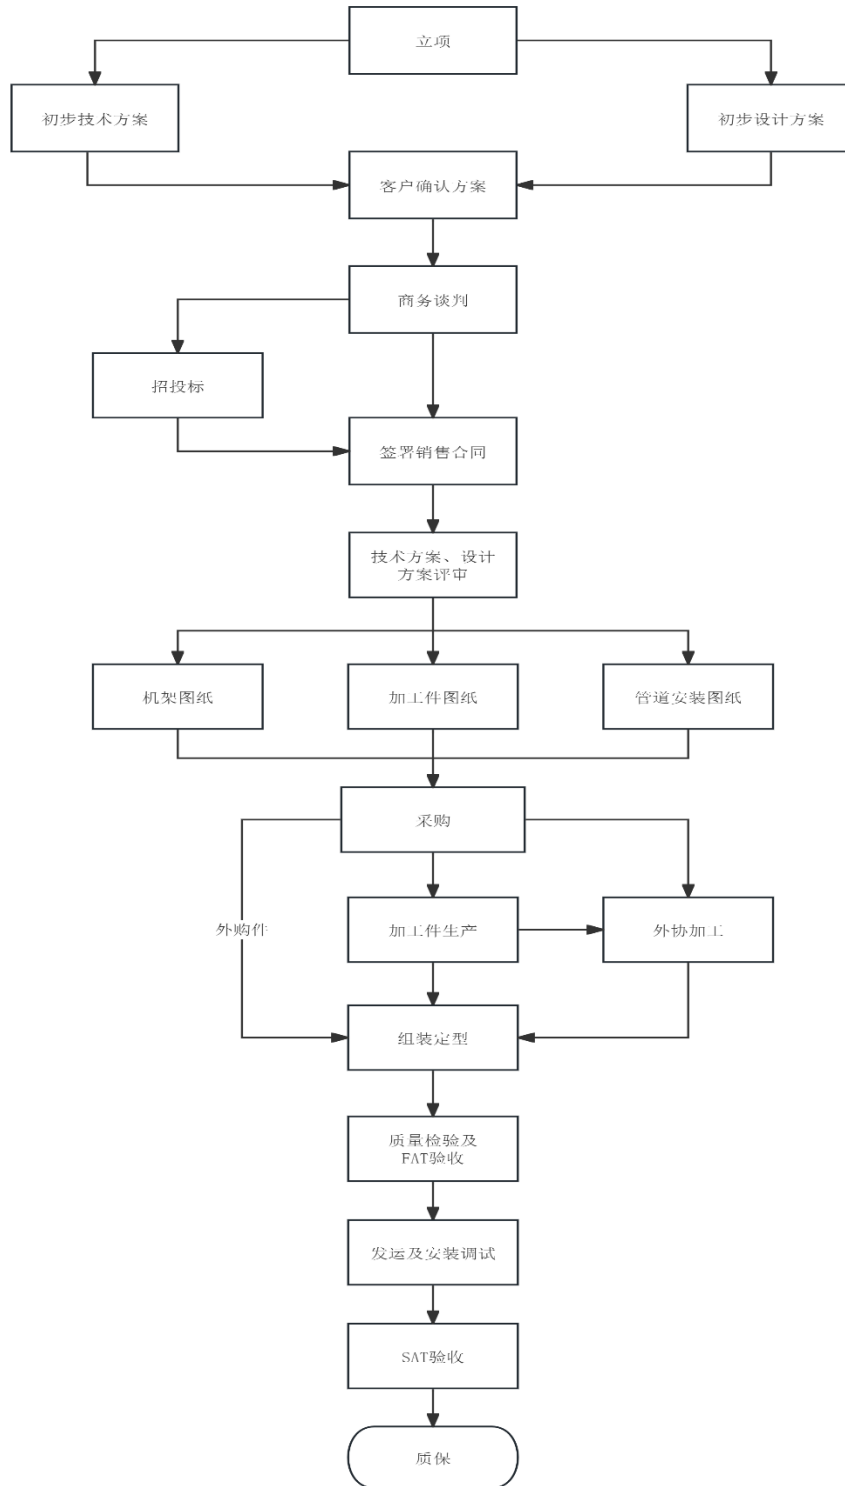 立项
初步技术方案
初步设计方案
客户确认方案
商务谈判
招投标
签署销售合同
技术方案、设计
方案评审
机架图纸
加工件图纸
管道安装图纸
采购
外购件
加工件生产
外协加工
组装定型
质量检验及
FAT验收
发运及安装调试
SAT验收
质保